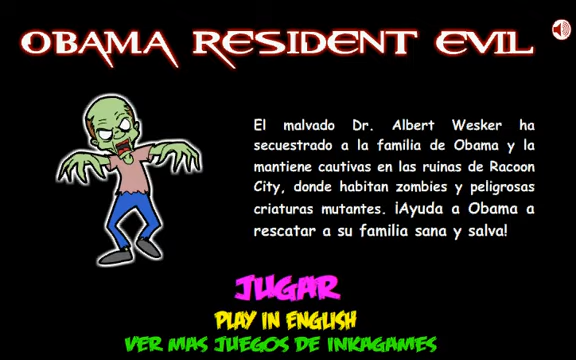 OBAMA RESIDENT EVIL
El malvado Dr. Albert Wesker ha
secuestrado a la familia de Obama y la
mantiene cautivas en las ruinas de Racoon
City, donde habitan zombies y peligrosas
criaturas mutantes. ¡Ayuda a Obama a
rescatar a su familia sana y salva!
JUGAR
PLAY IN ENGLISH
VER MAS JUEGOS DE INKAGAMES